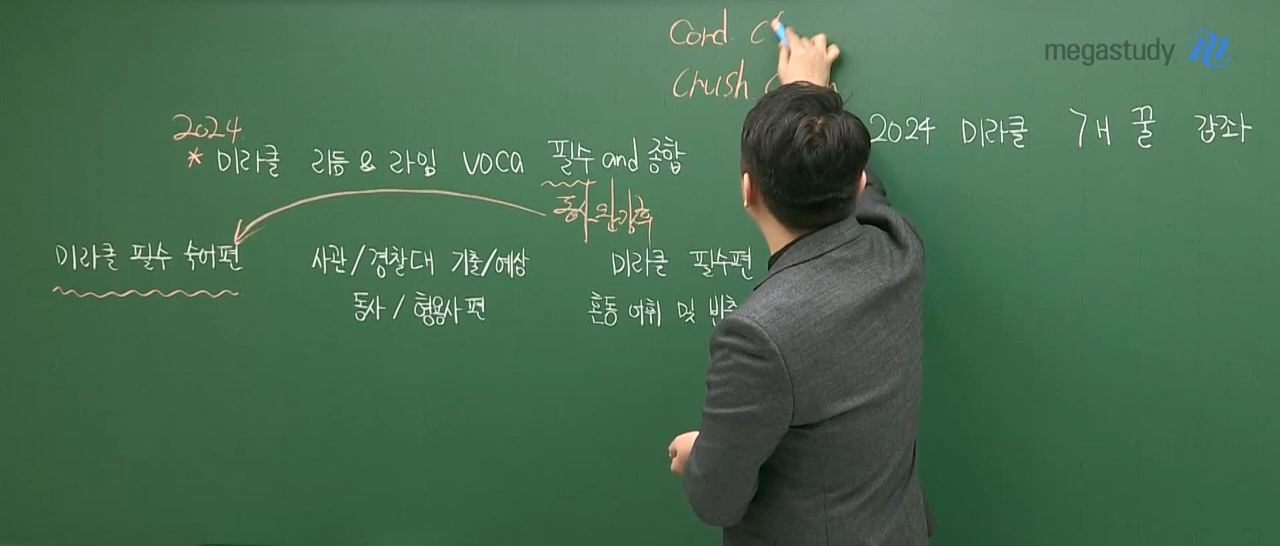 Cord
megastudy
Crush
2024
2024 미라클 개꿀 강좌
* 미라클 리듬 & 라임 VOCA 필수 and 종합
미라클 필수 숙어편
사관/경찰대 기출/예상
미라클 필수편
동사 / 형용사 편
혼동 어휘 및